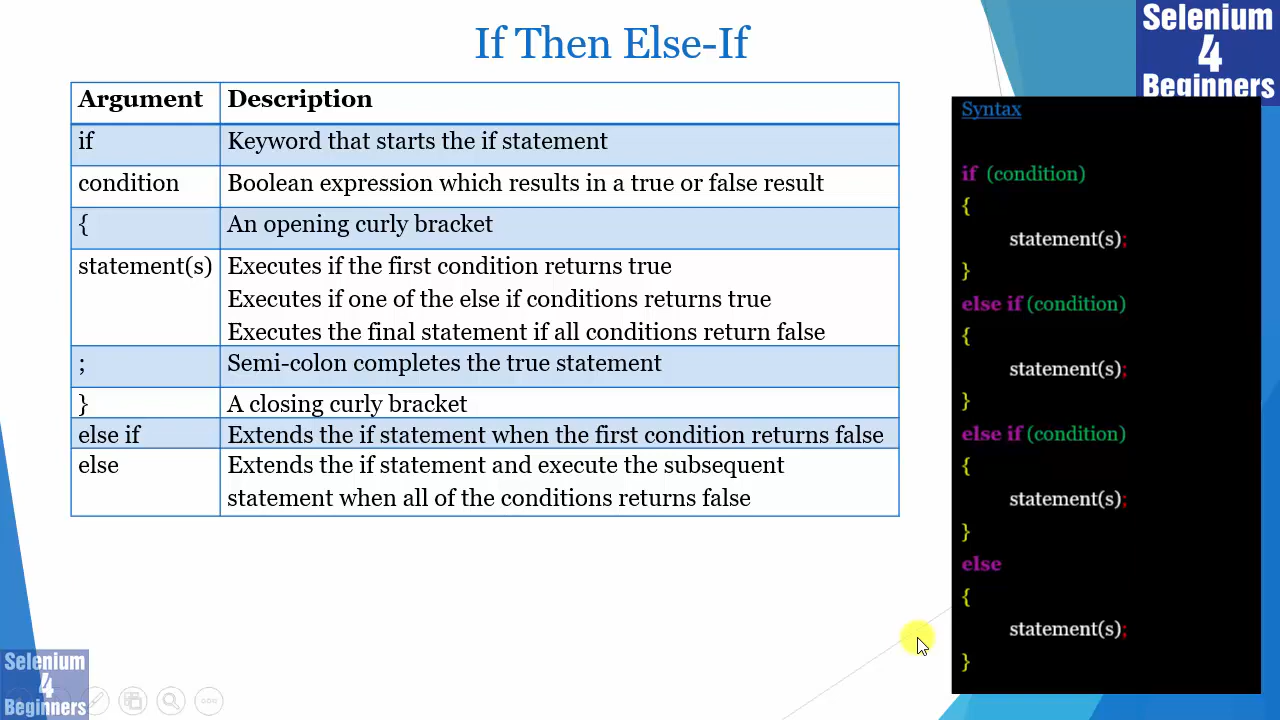 If Then Else-If
Selenium
4
Beginners
Argument Description
if Keyword that starts the if statement
condition Boolean expression which results in a true or false result
{ An opening curly bracket
statement(s) Executes if the first condition returns true
Executes if one of the else if conditions returns true
Executes the final statement if all conditions return false
; Semi-colon completes the true statement
} A closing curly bracket
else if Extends the if statement when the first condition returns false
else Extends the if statement and execute the subsequent
statement when all of the conditions returns false
Syntax
if (condition)
{
statement(s);
}
else if (condition)
{
statement(s);
}
else if (condition)
{
statement(s);
}
else
{
statement(s);
}
Selenium
4
Beginners